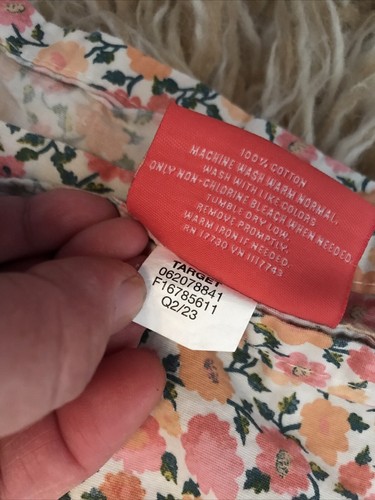 100% COTTON
MACHINE WASH WARM NORMAL.
WASH WITH LIKE COLORS
ONLY NON-CHLORINE BLEACH WHEN NEEDED.
TUMBLE DRY LOW.
REMOVE PROMPTLY.
WARM IRON IF NEEDED.
RN 17730 VN 1117743
TARGET
062078841
F16785611
Q2/23